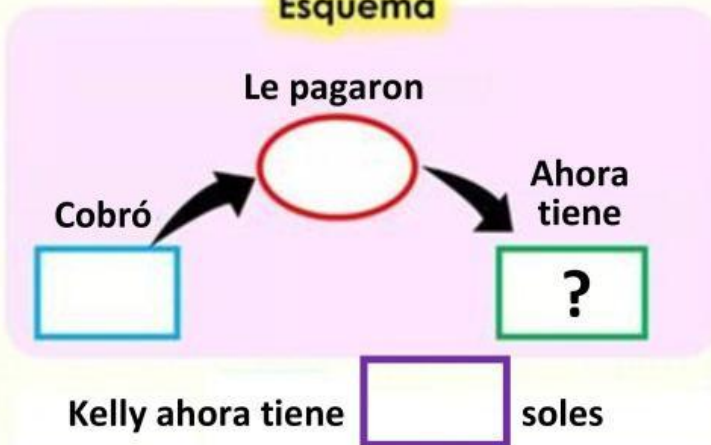 Esquema
Le pagaron
Cobró
Ahora
tiene
?
Kelly ahora tiene
soles